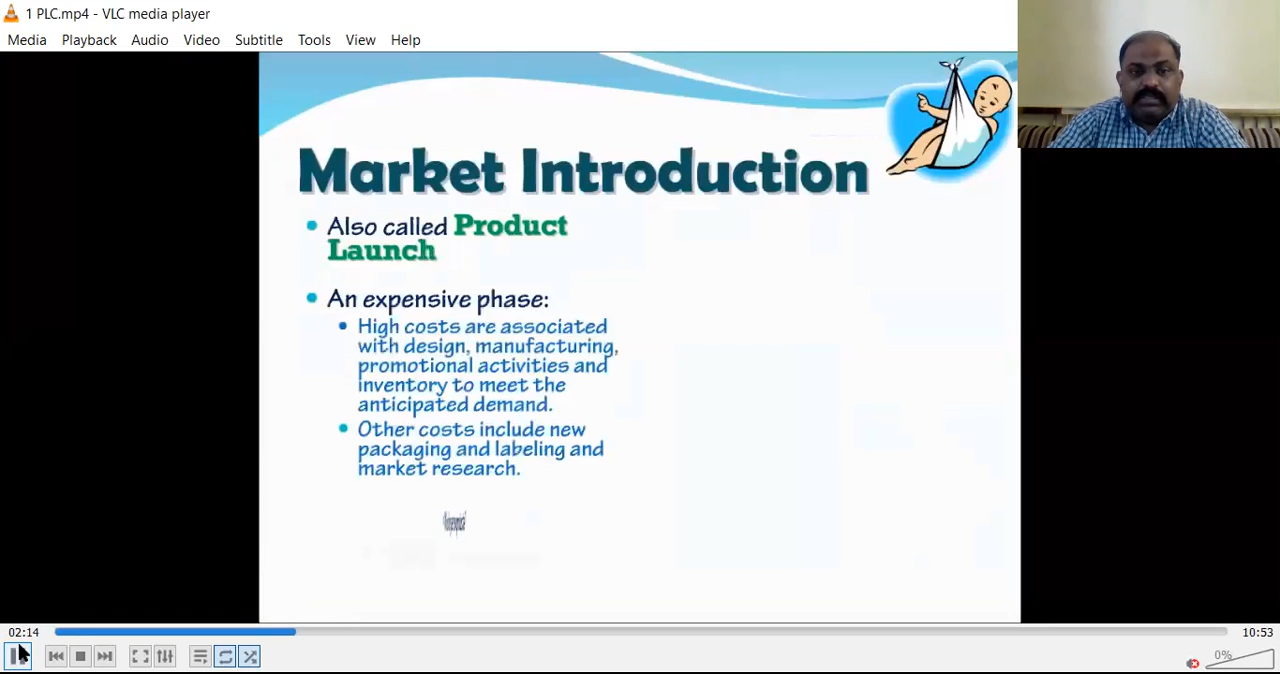 1 PLC.mp4 - VLC media player
Media Playback Audio Video Subtitle Tools View Help
Market Introduction
• Also called Product
Launch
• An expensive phase:
• High costs are associated
with design, manufacturing,
promotional activities and
inventory to meet the
anticipated demand.
• Other costs include new
packaging and labeling and
market research.
02:14
10:53
0%